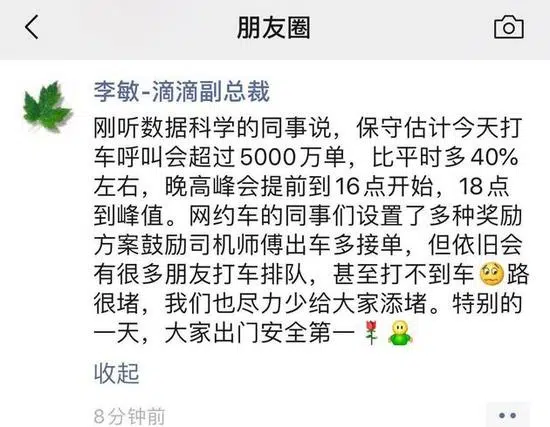 朋友圈
李敏-滴滴副总裁
刚听数据科学的同事说，保守估计今天打
车呼叫会超过5000万单，比平时多40%
左右，晚高峰会提前到16点开始，18点
到峰值。网约车的同事们设置了多种奖励
方案鼓励司机师傅出车多接单，但依旧会
有很多朋友打车排队，甚至打不到车路
很堵，我们也尽力少给大家添堵。特别的
一天，大家出门安全第一
收起
8分钟前